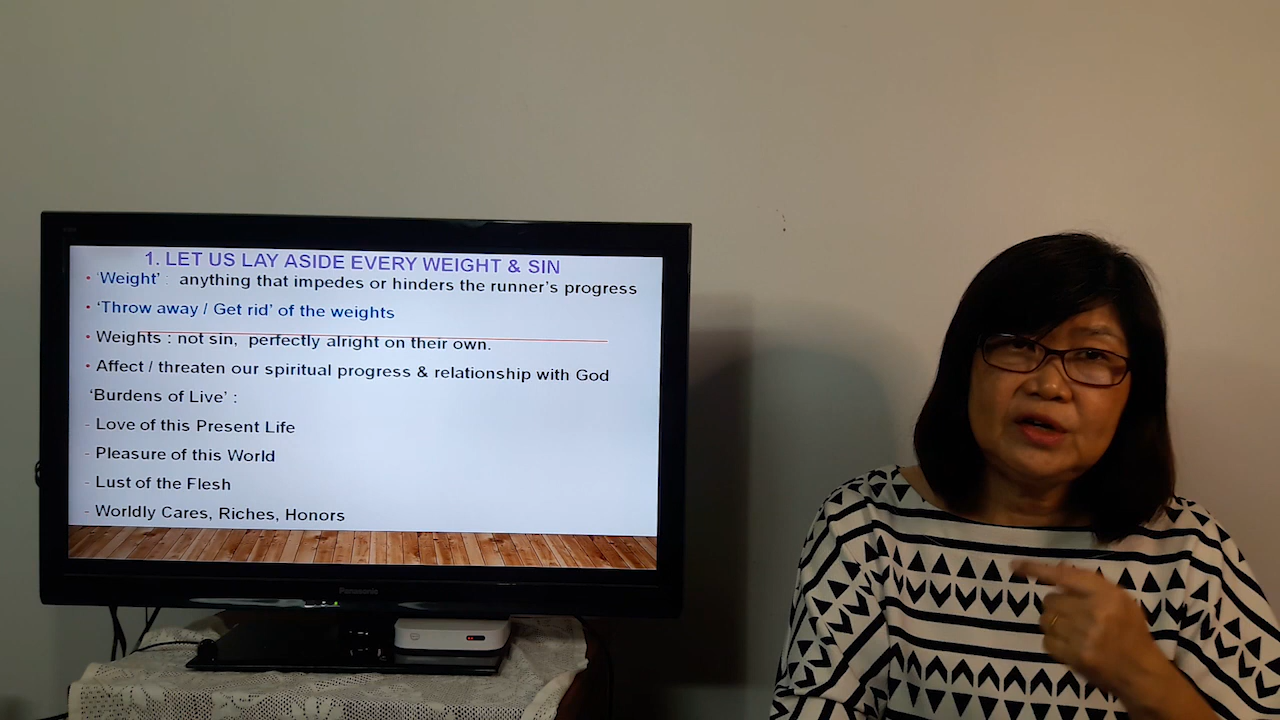 1. LET US LAY ASIDE EVERY WEIGHT & SIN
• ‘Weight’ : anything that impedes or hinders the runner’s progress
• ‘Throw away / Get rid’ of the weights
• Weights : not sin, perfectly alright on their own.
• Affect / threaten our spiritual progress & relationship with God
‘Burdens of Live’ :
- Love of this Present Life
- Pleasure of this World
- Lust of the Flesh
- Worldly Cares, Riches, Honors
Panasonic